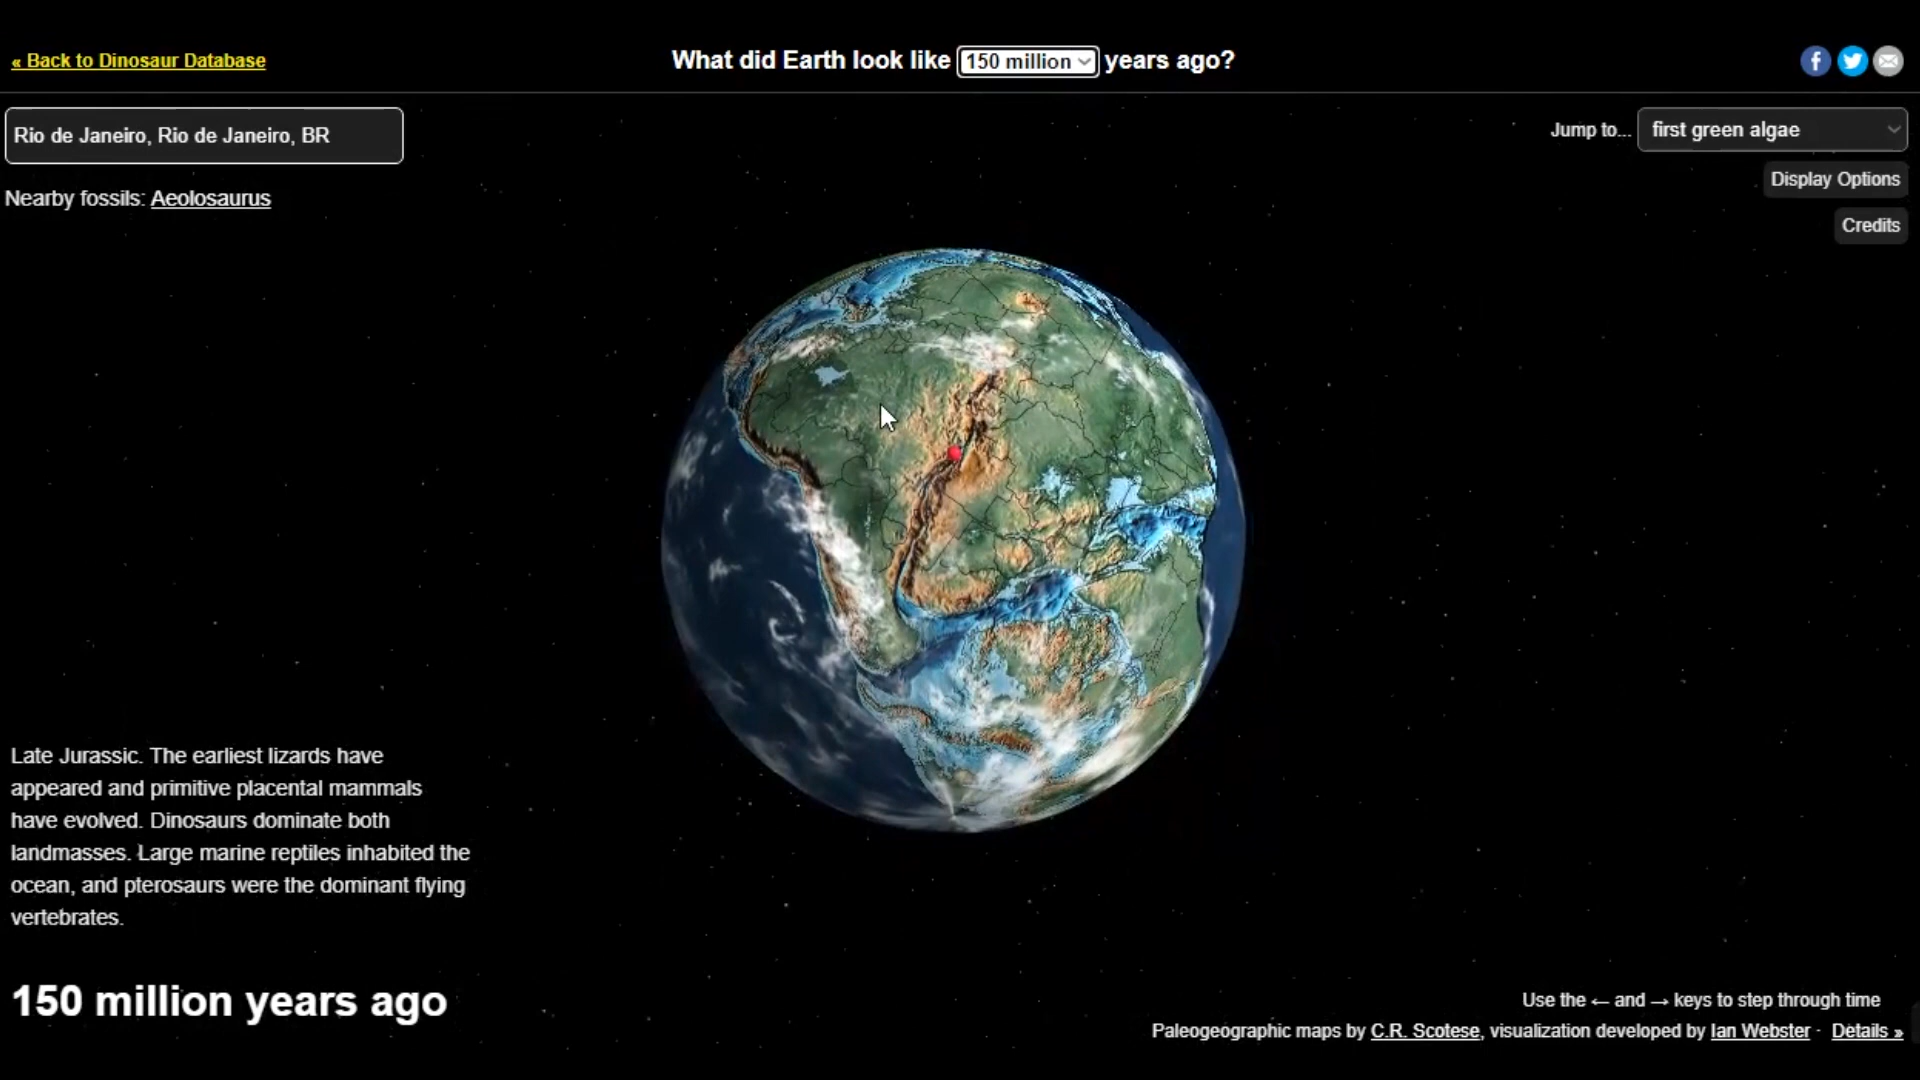 « Back to Dinosaur Database
What did Earth look like 150 million years ago?
Rio de Janeiro, Rio de Janeiro, BR
Jump to... first green algae
Nearby fossils: Aeolosaurus
Display Options
Credits
Late Jurassic. The earliest lizards have
appeared and primitive placental mammals
have evolved. Dinosaurs dominate both
landmasses. Large marine reptiles inhabited the
ocean, and pterosaurs were the dominant flying
vertebrates.
150 million years ago
Use the ← and → keys to step through time
Paleogeographic maps by C.R. Scotese, visualization developed by Ian Webster · Details »